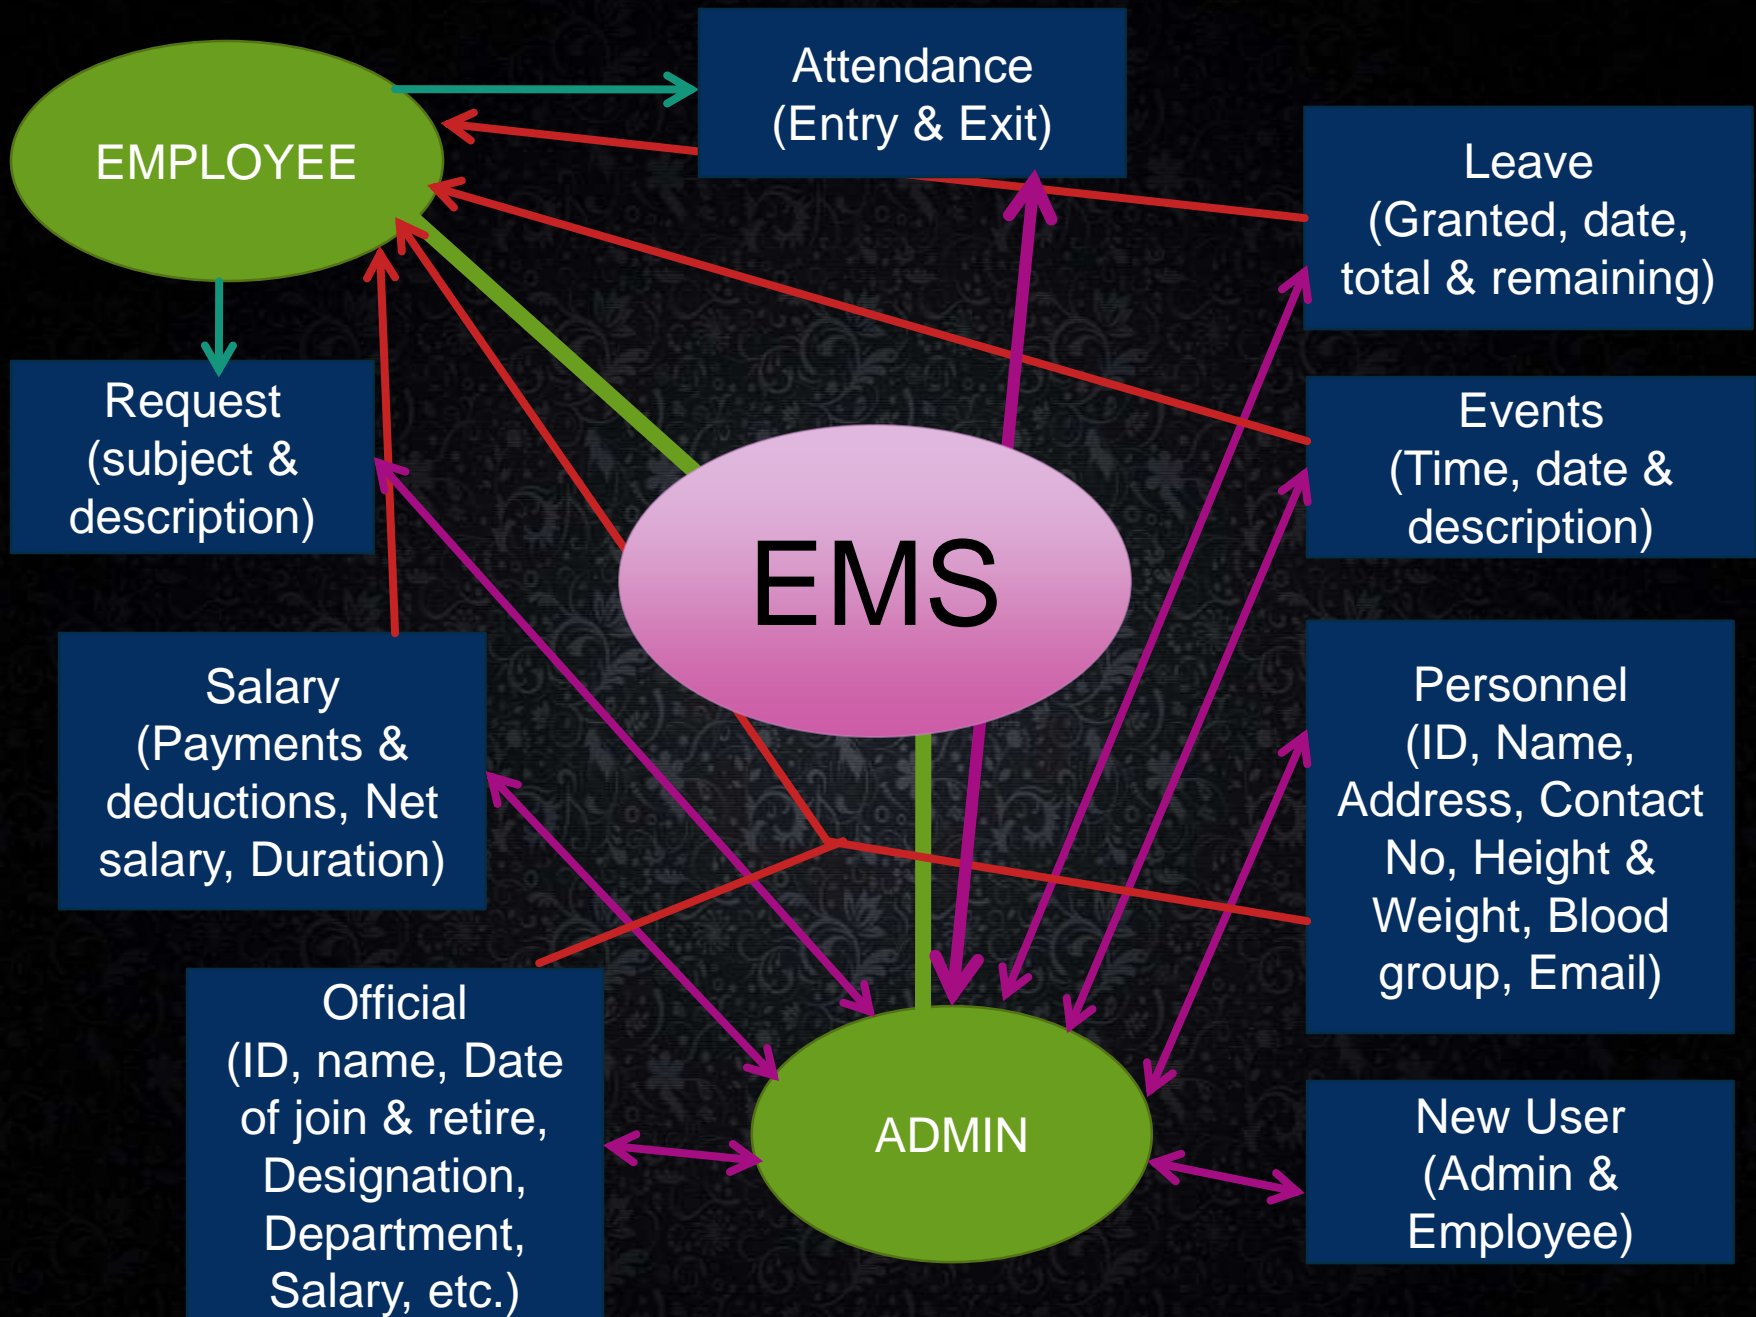 EMPLOYEE
Attendance
(Entry & Exit)
Leave
(Granted, date,
total & remaining)
Request
(subject &
description)
Events
(Time, date &
description)
EMS
Salary
(Payments &
deductions, Net
salary, Duration)
Personnel
(ID, Name,
Address, Contact
No, Height &
Weight, Blood
group, Email)
Official
(ID, name, Date
of join & retire,
Designation,
Department,
Salary, etc.)
ADMIN
New User
(Admin &
Employee)